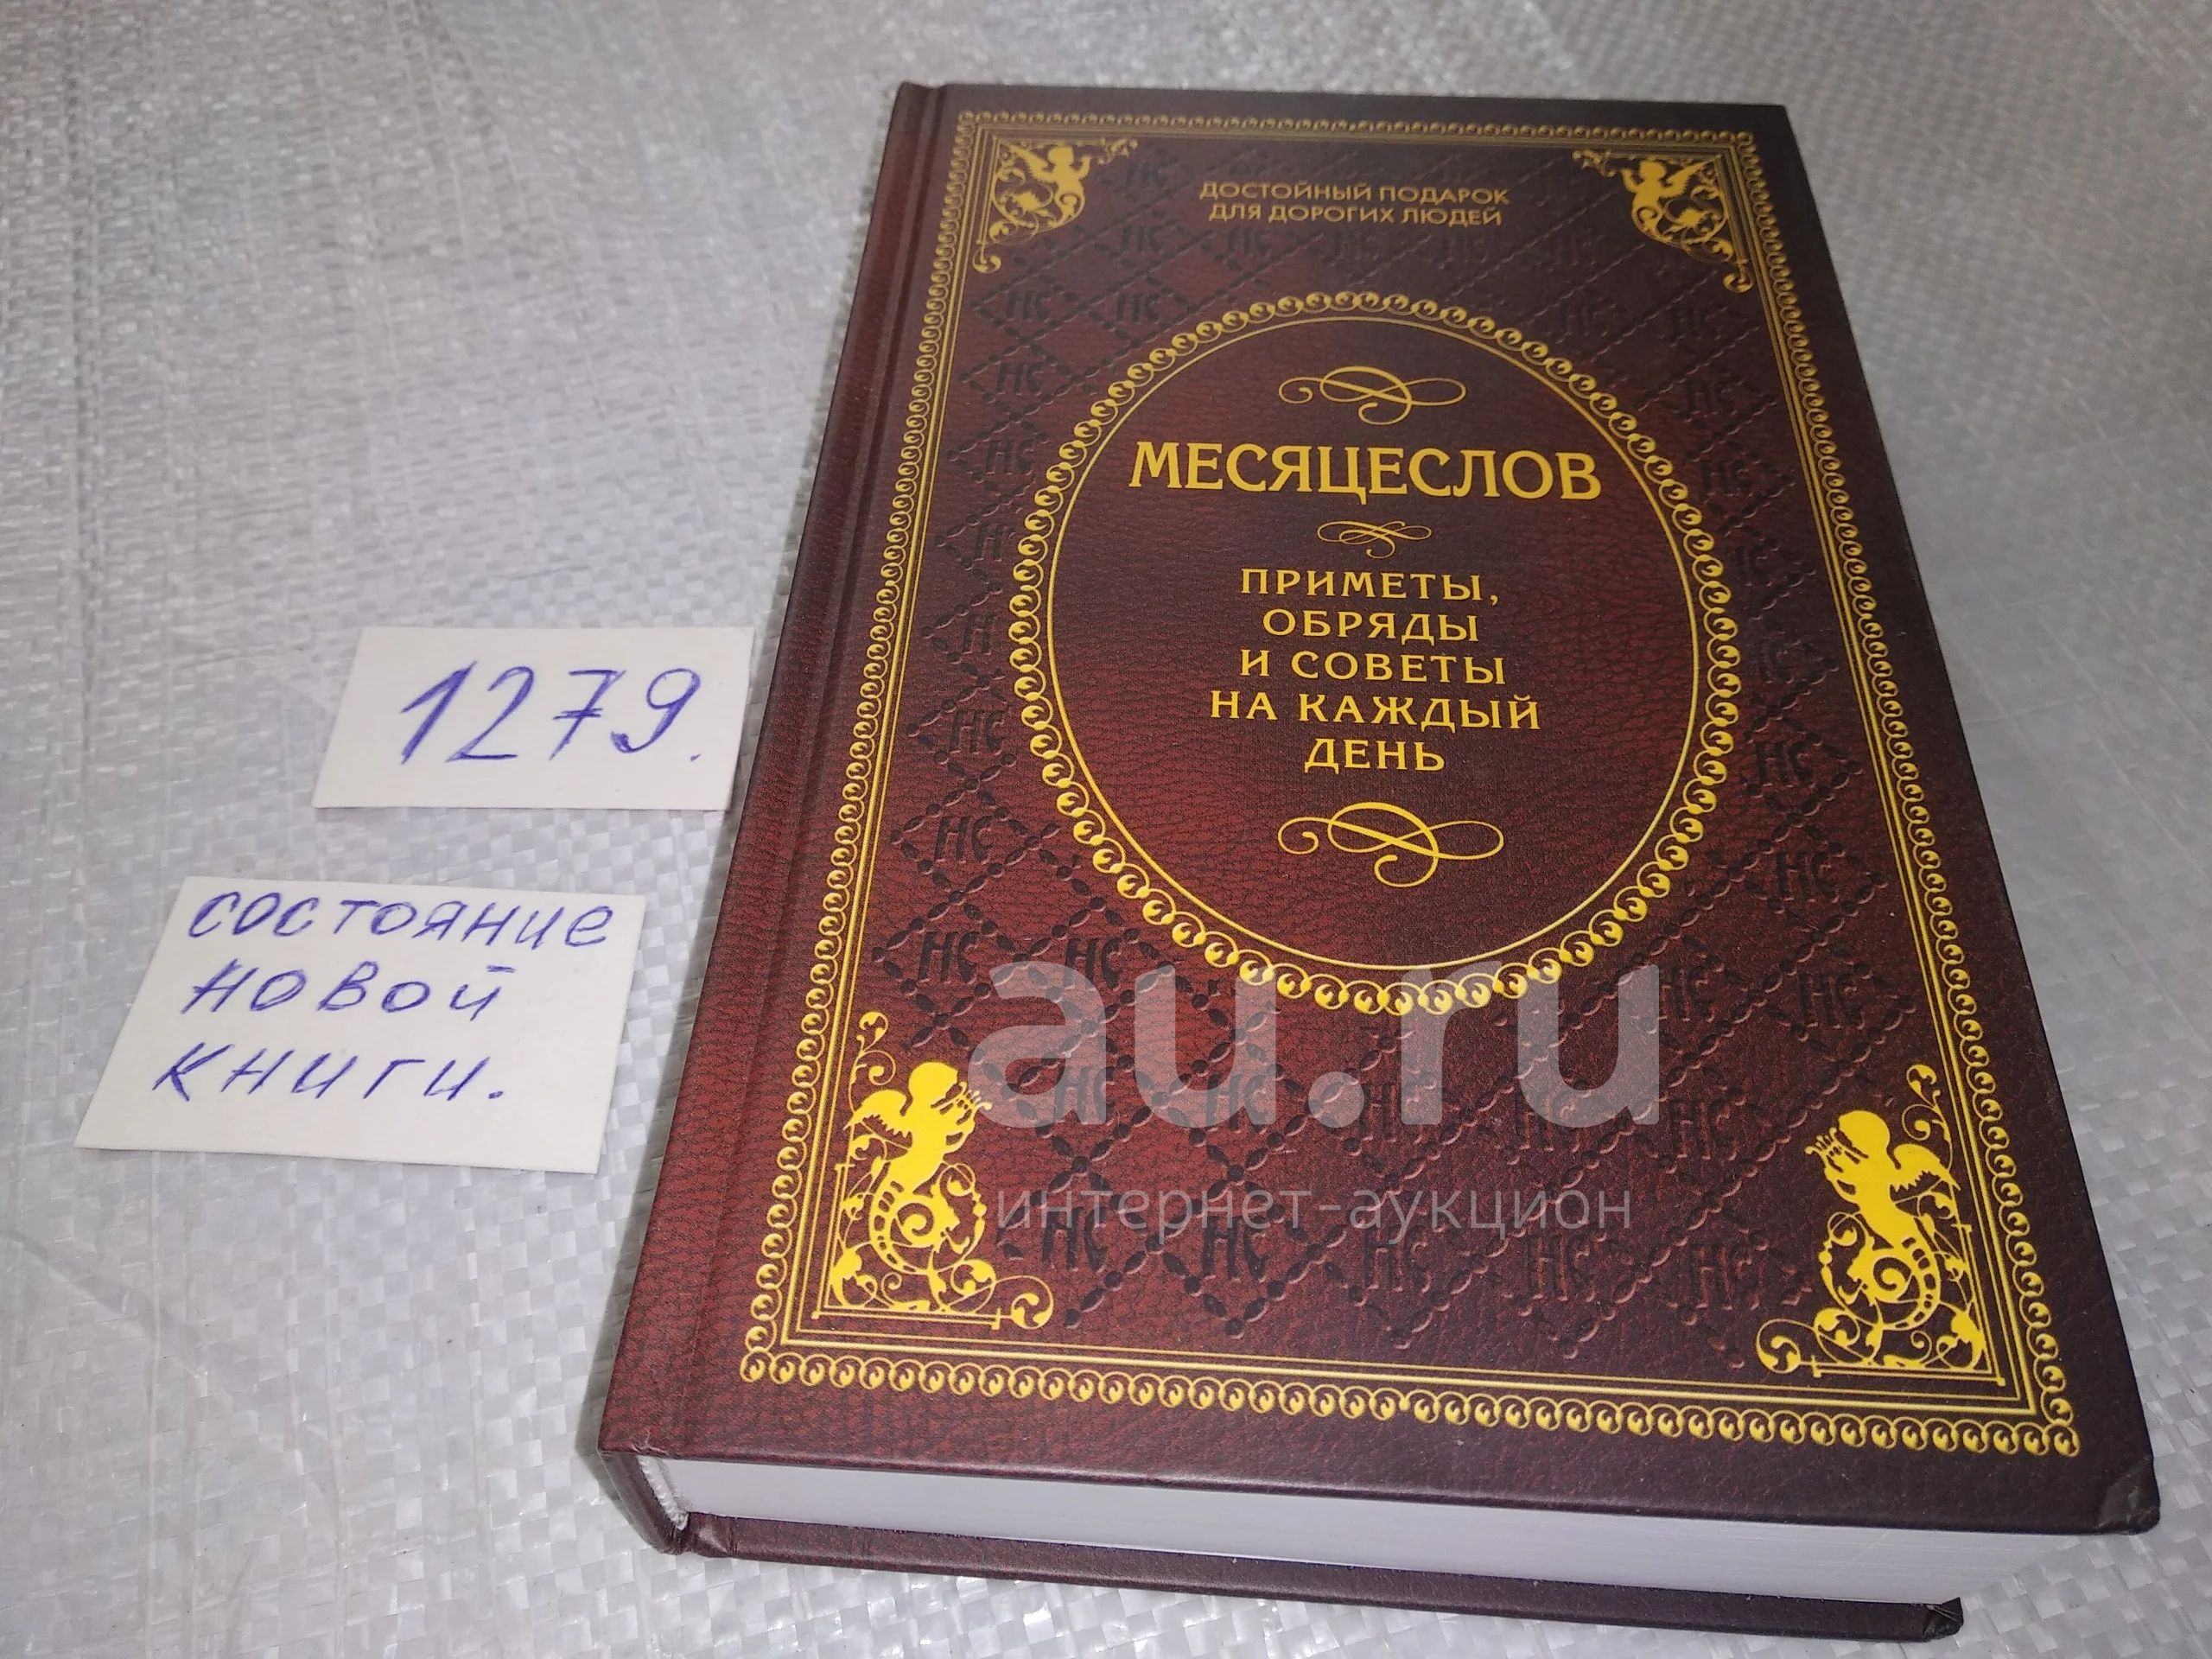 ДОСТОЙНЫЙ ПОДАРОК
ДЛЯ ДОРОГИХ ЛЮДЕЙ
МЕСЯЦЕСЛОВ
ПРИМЕТЫ,
ОБРЯДЫ
И СОВЕТЫ
НА КАЖДЫЙ
ДЕНЬ
1279.
состояние
новой
книги.
au.ru
интернет-аукцион